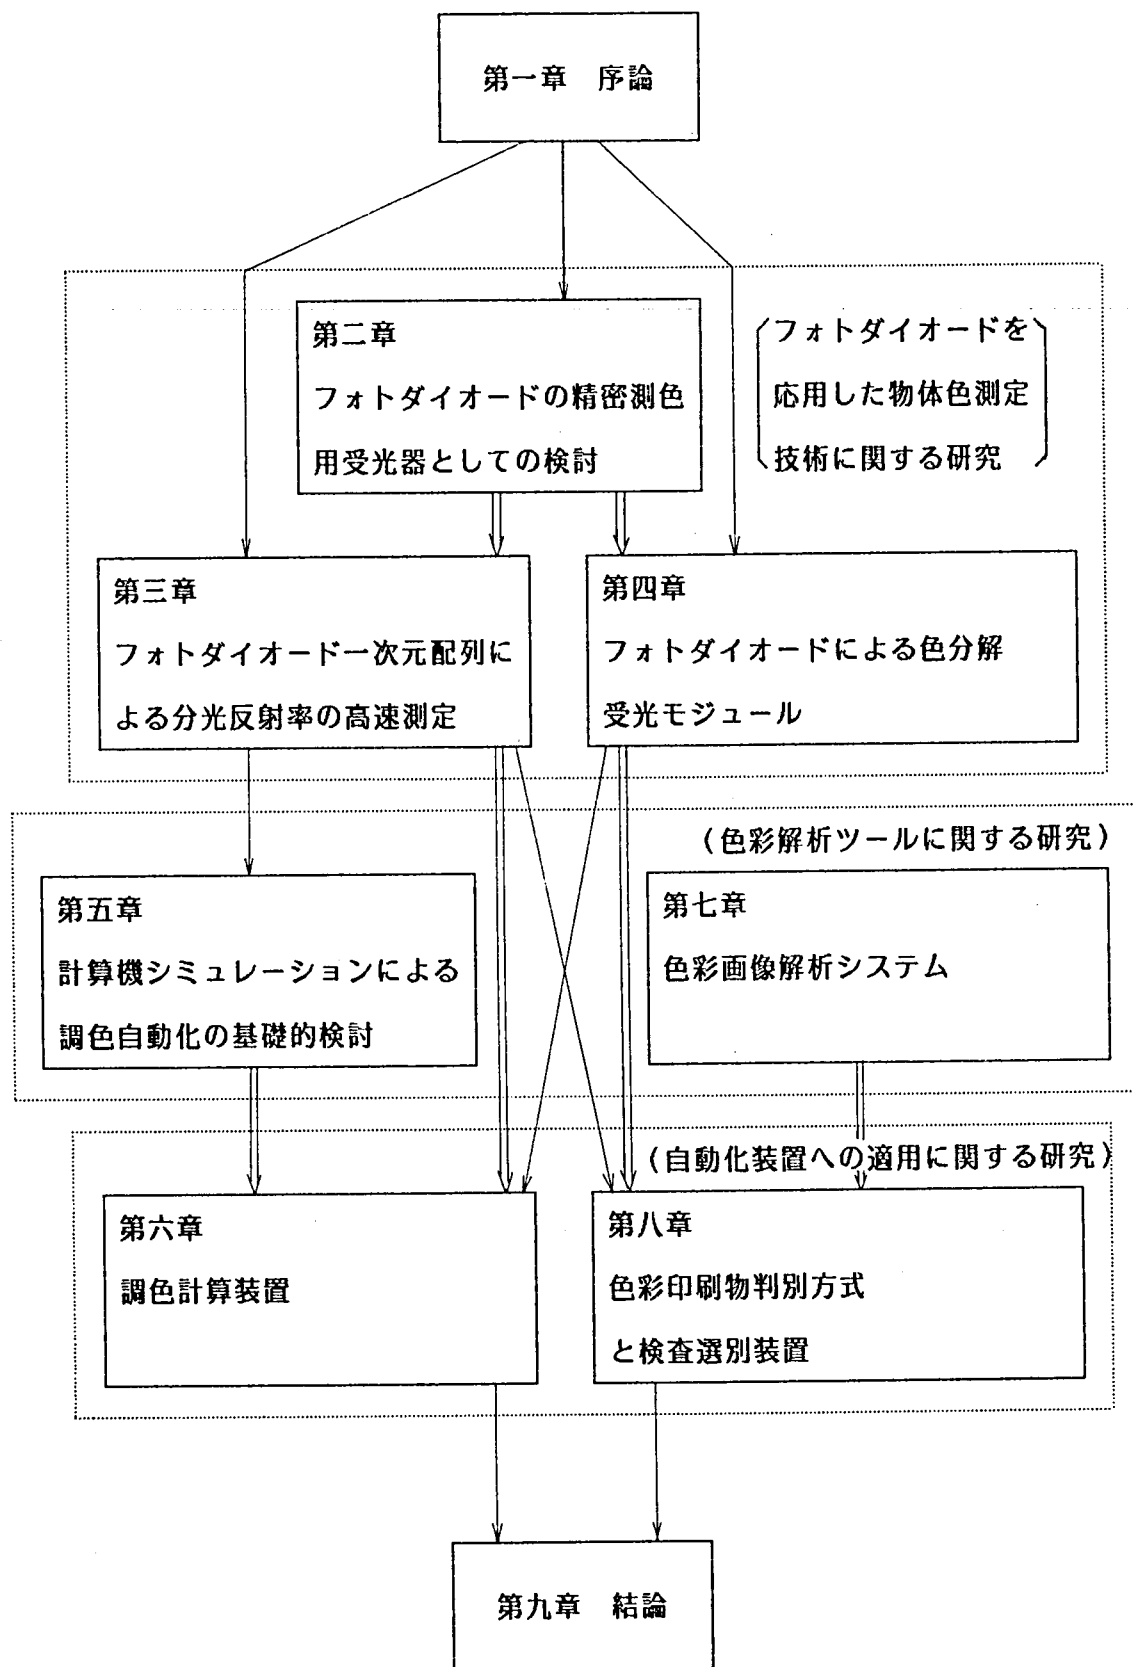 第一章　序論
第二章
フォトダイオードの精密測色
用受光器としての検討
フォトダイオードを
応用した物体色測定
技術に関する研究
第三章
フォトダイオード一次元配列に
よる分光反射率の高速測定
第四章
フォトダイオードによる色分解
受光モジュール
（色彩解析ツールに関する研究）
第五章
計算機シミュレーションによる
調色自動化の基礎的検討
第七章
色彩画像解析システム
（自動化装置への適用に関する研究）
第六章
調色計算装置
第八章
色彩印刷物判別方式
と検査選別装置
第九章　結論